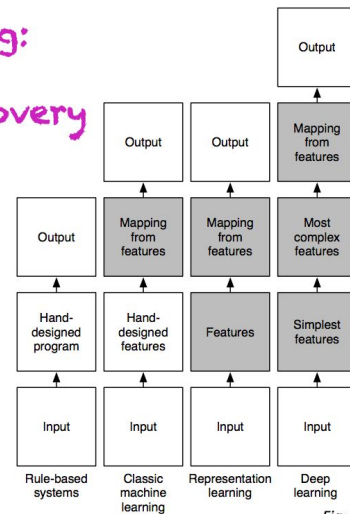 g:
overy
Output
Output
Output
Mapping
from
features
Output
Mapping
from
features
Mapping
from
features
Most
complex
features
Hand-
designed
program
Hand-
designed
features
Features
Simplest
features
Input
Input
Input
Input
Rule-based
systems
Classic
machine
learning
Representation
learning
Deep
learning